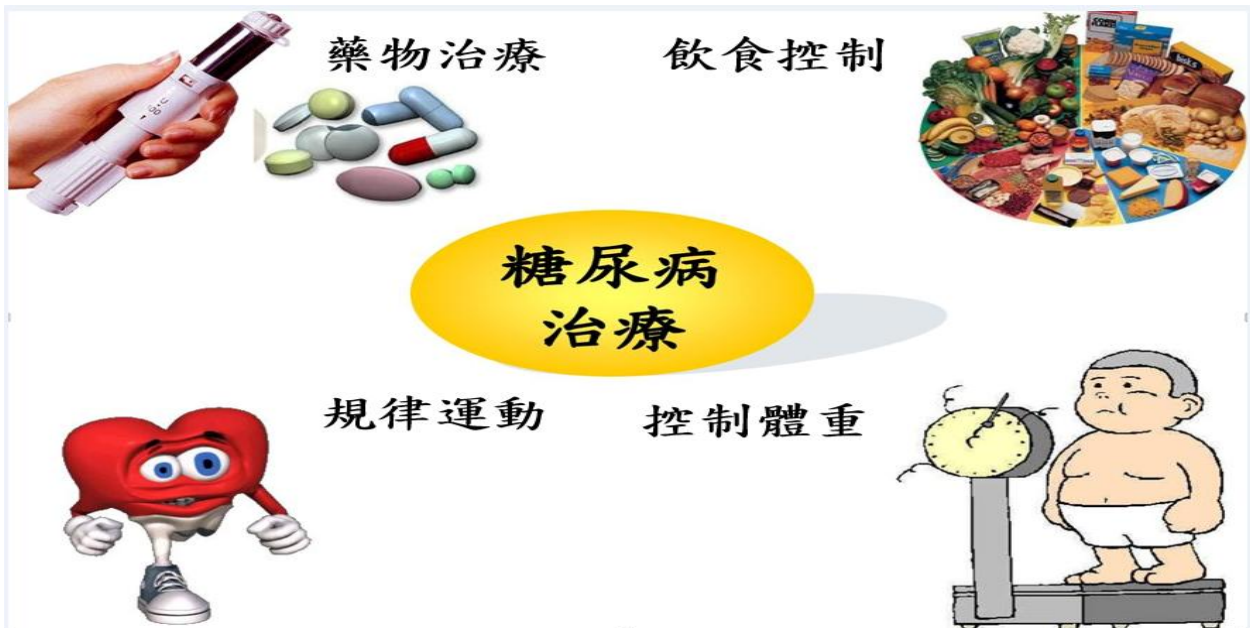 藥物治療
飲食控制
糖尿病
治療
規律運動
控制體重